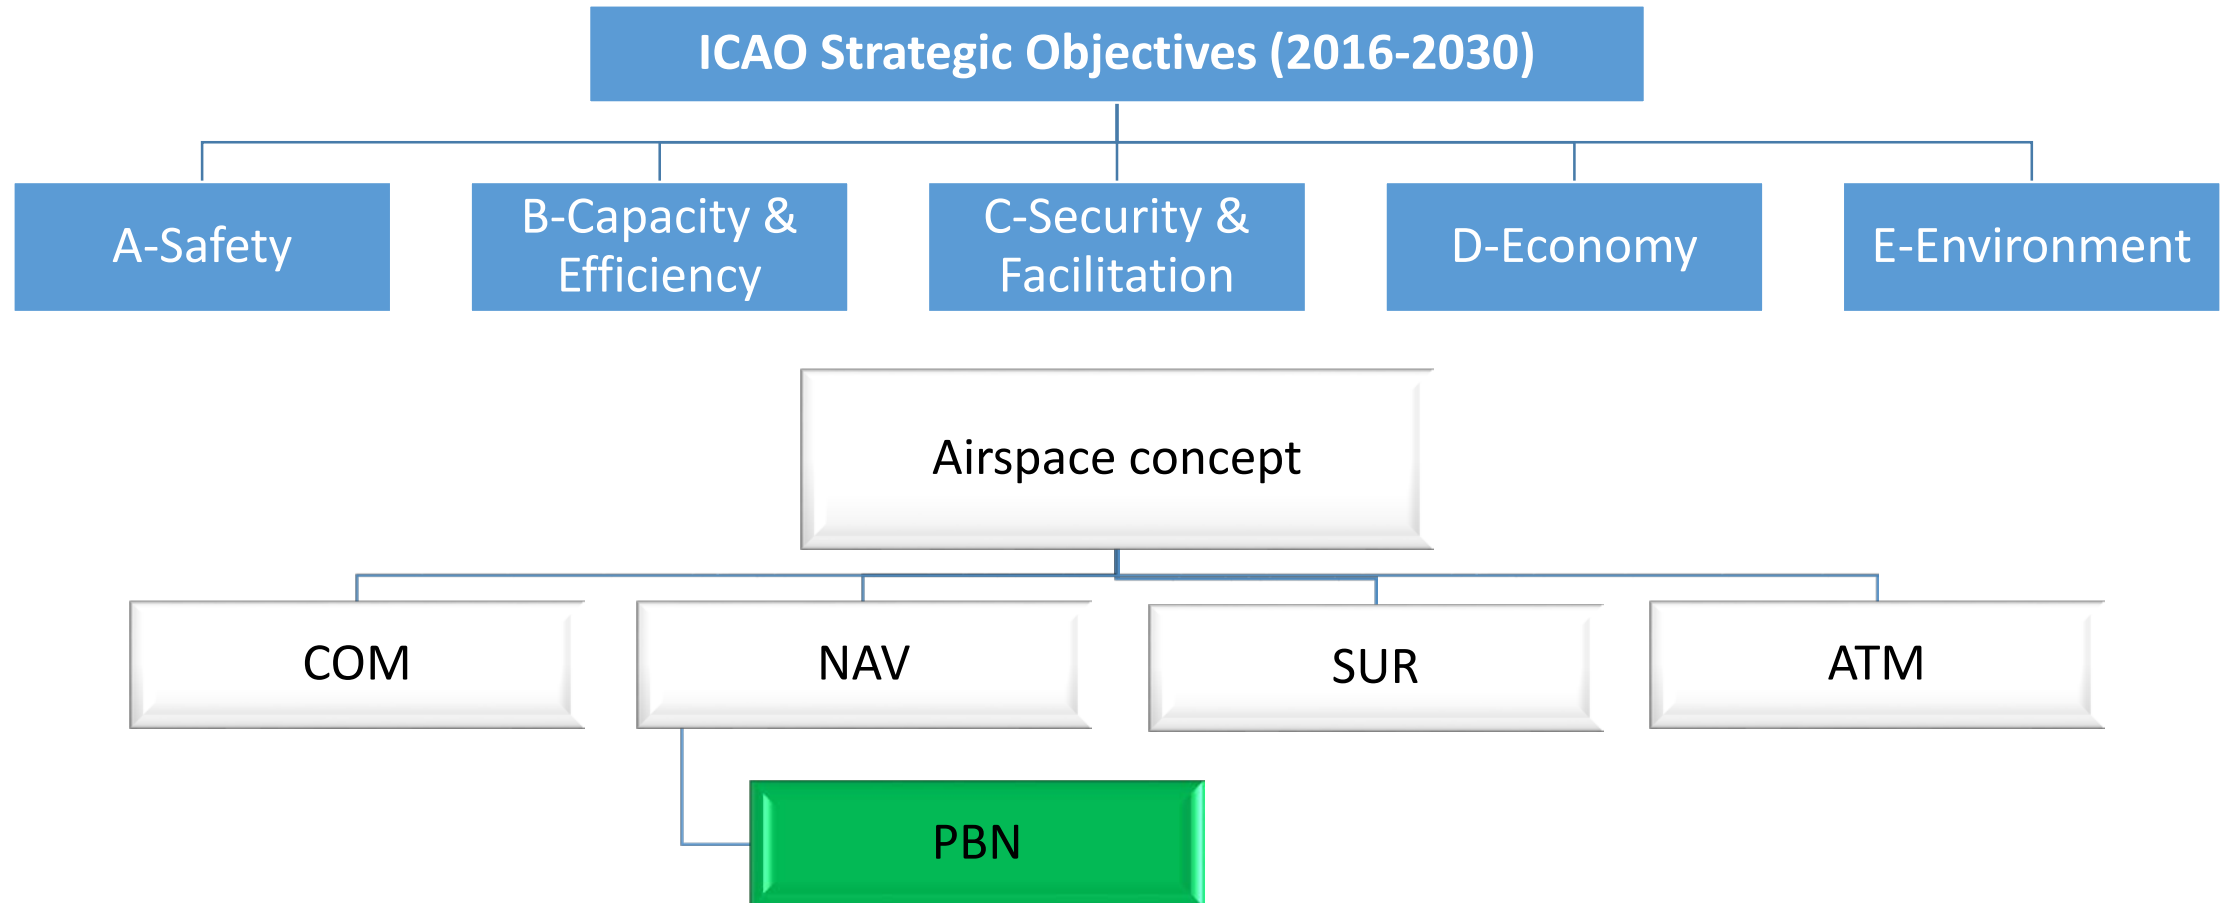 ICAO Strategic Objectives (2016-2030)
A-Safety
B-Capacity &
Efficiency
C-Security &
Facilitation
D-Economy
E-Environment
Airspace concept
COM
NAV
SUR
ATM
PBN